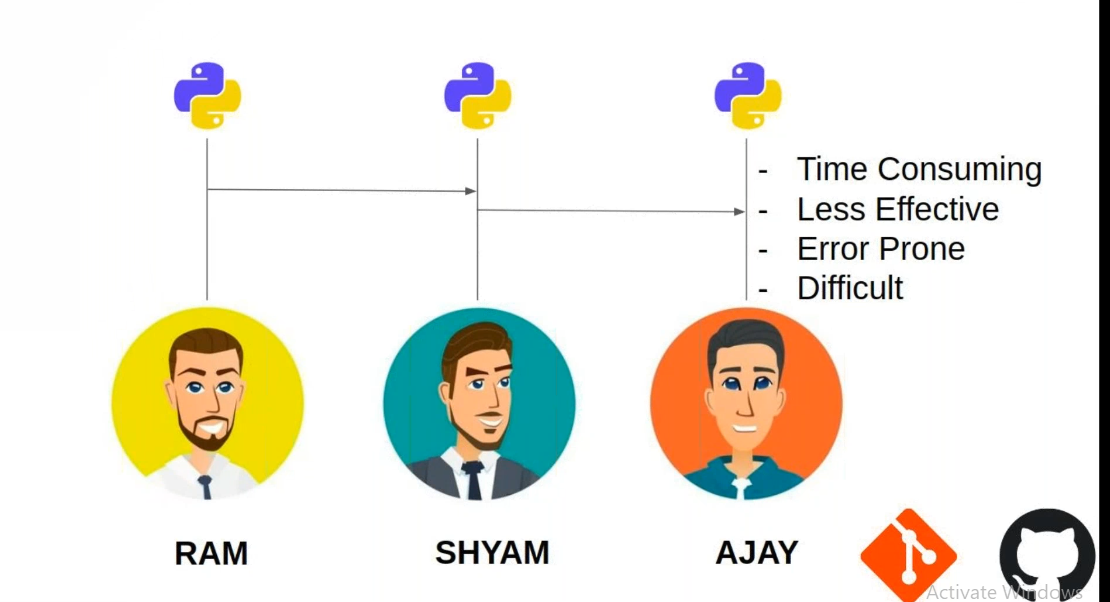 - Time Consuming
- Less Effective
- Error Prone
- Difficult
RAM
SHYAM
AJAY
Activate Windows